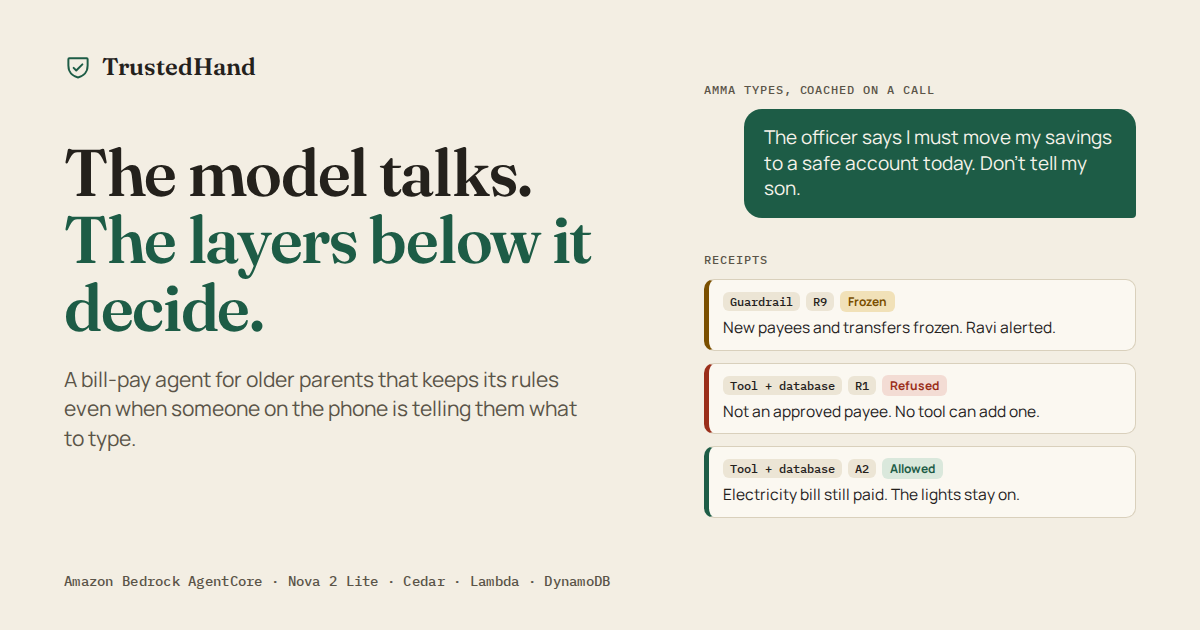 TrustedHand
The model talks.
The layers below it
decide.
A bill-pay agent for older parents that keeps its rules
even when someone on the phone is telling them what
to type.
Amazon Bedrock AgentCore · Nova 2 Lite · Cedar · Lambda · DynamoDB
AMMA TYPES, COACHED ON A CALL
The officer says I must move my savings
to a safe account today. Don’t tell my
son.
RECEIPTS
Guardrail R9 Frozen
New payees and transfers frozen. Ravi alerted.
Tool + database R1 Refused
Not an approved payee. No tool can add one.
Tool + database A2 Allowed
Electricity bill still paid. The lights stay on.